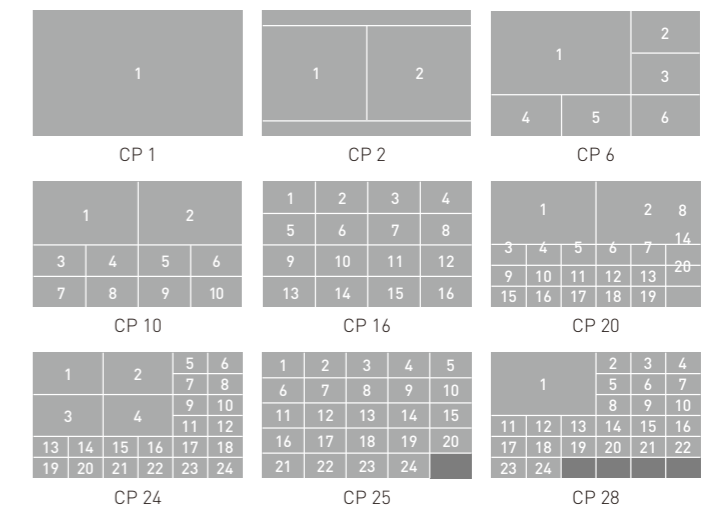 1
1 2
1 2
3
4 5 6
CP 1 CP 2 CP 6
1 2
3 4 5 6
7 8 9 10
1 2 3 4
5 6 7 8
9 10 11 12
13 14 15 16
1 2 8
14
3 4 5 6 7
20
9 10 11 12 13
15 16 17 18 19
CP 10 CP 16 CP 20
1 2 5 6
7 8
3 4 9 10
11 12
13 14 15 16 17 18
19 20 21 22 23 24
1 2 3 4 5
6 7 8 9 10
11 12 13 14 15
16 17 18 19 20
21 22 23 24
1 2 3 4
5 6 7
8 9 10
11 12 13 14 15 16
17 18 19 20 21 22
23 24
CP 24 CP 25 CP 28